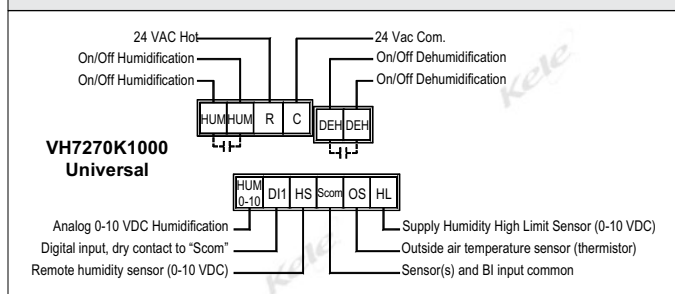 24 VAC Hot
24 Vac Com.
On/Off Humidification
On/Off Dehumidification
On/Off Humidification
On/Off Dehumidification
HUM HUM R C DEH DEH
VH7270K1000
Universal
HUM 0-10 DI1 HS Scom OS HL
Analog 0-10 VDC Humidification
Supply Humidity High Limit Sensor (0-10 VDC)
Digital input, dry contact to “Scom”
Outside air temperature sensor (thermistor)
Remote humidity sensor (0-10 VDC)
Sensor(s) and BI input common
Kele
Kele